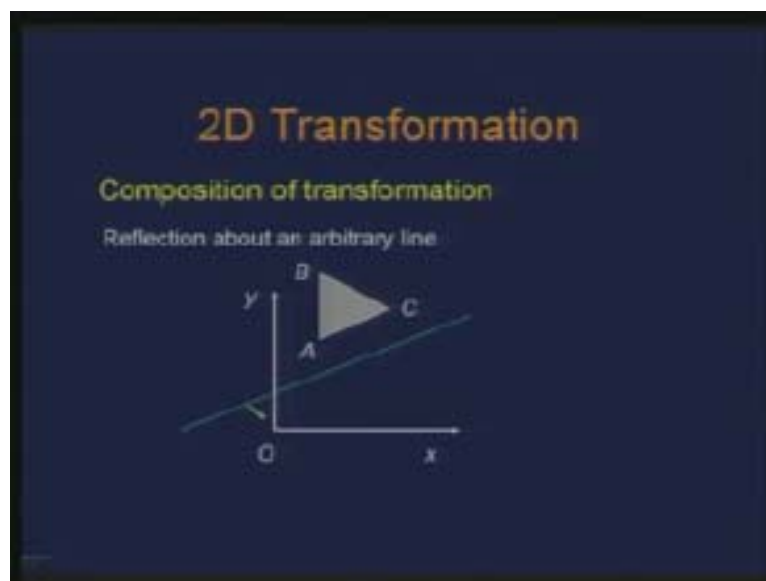 2D Transformation
Composition of transformation
Reflection about an arbitrary line
B
y
C
A
O
x